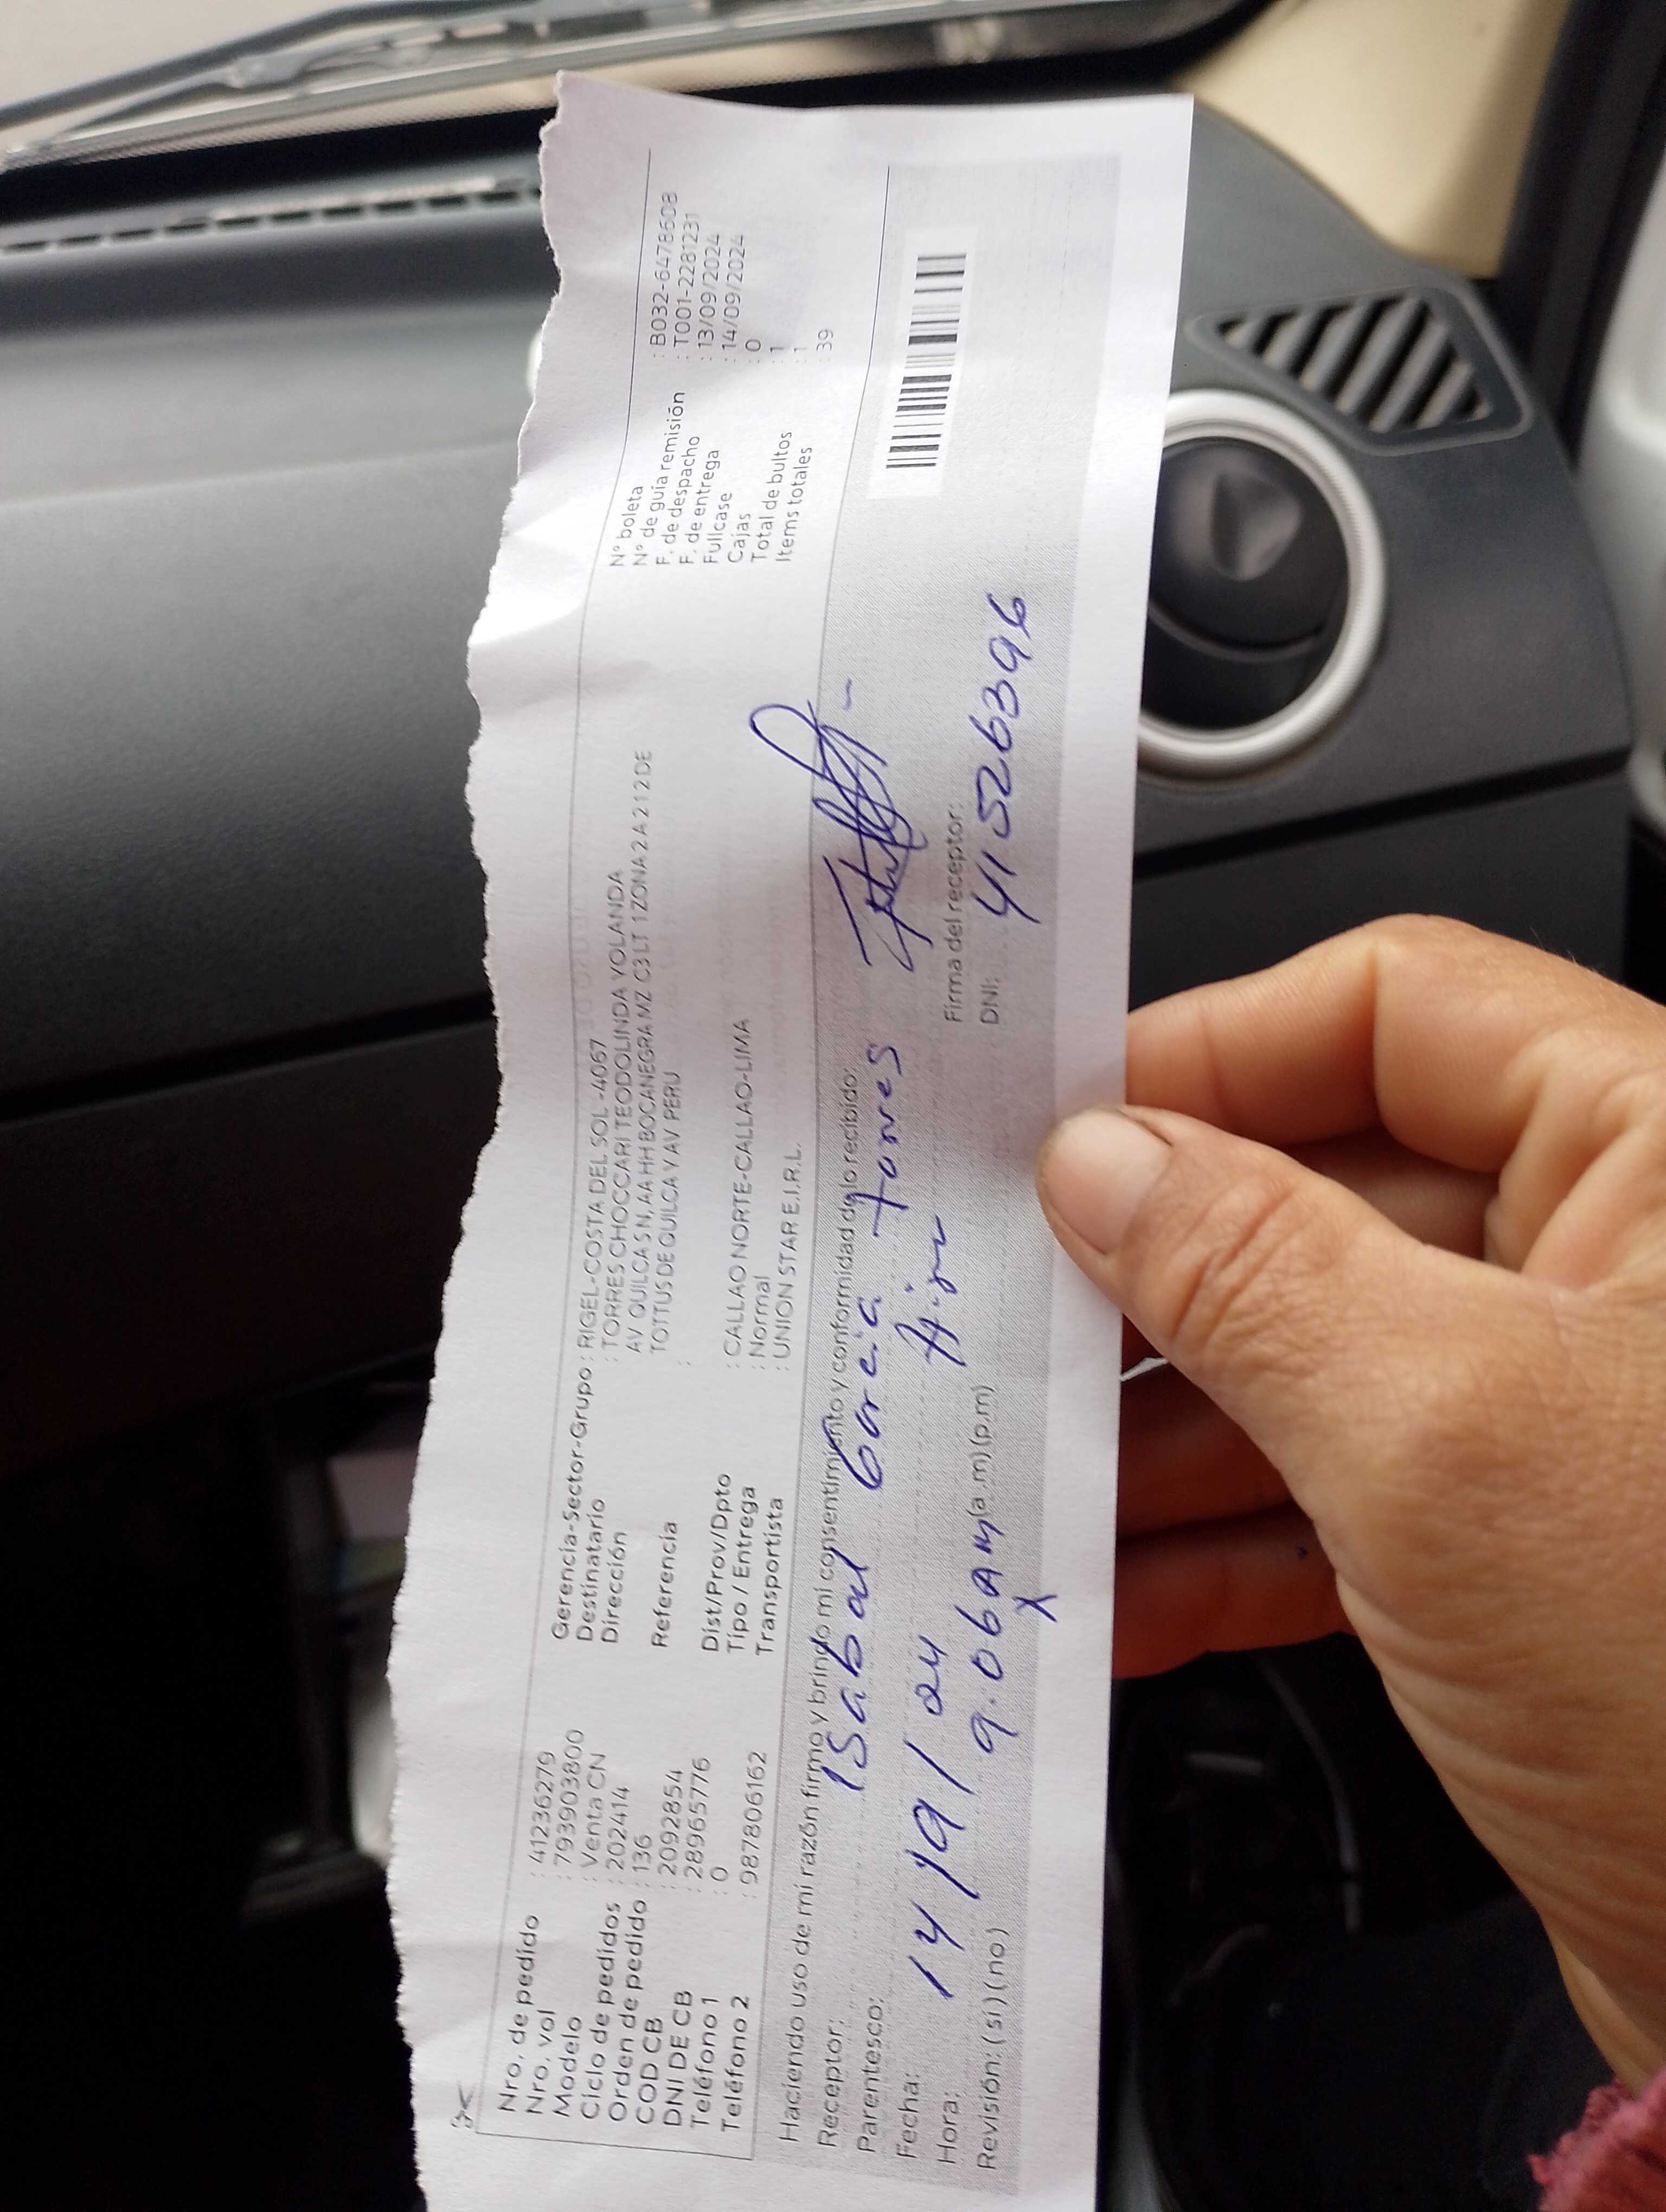 Nro. de pedido : 41236279
Nro. vol : 793903800
Modelo : Venta CN
Ciclo de pedidos : 202414
Orden de pedido : 136
COD CB : 2092854
DNI DE CB : 28965776
Teléfono 1 : 0
Teléfono 2 : 987806162
Gerencia-Sector-Grupo : RIGEL-COSTA DEL SOL -4067
Destinatario : TORRES CHOCCARI TEODOLINDA YOLANDA
Dirección AV QUILCA S N, AA HH BOCANEGRA MZ C3 LT 1 ZONA 2 A 2 1 2 DE
TOTTUS DE QUILCA Y AV PERU
Referencia :
Dist/Prov/Dpto : CALLAO NORTE-CALLAO-LIMA
Tipo / Entrega : Normal
Transportista : UNION STAR E.I.R.L.
Nº boleta : B032-6478608
Nº de guía remisión : T001-2281231
F. de despacho : 13/09/2024
F. de entrega : 14/09/2024
Fullcase : 0
Cajas : 1
Total de bultos : 1
Items totales : 39
Haciendo uso de mi razón firmo y brindo mi consentimiento y conformidad de lo recibido:
Receptor: Isabel Torres
Parentesco:
Fecha: 14/9/24
Hora: 9.06 AM (a.m) (p.m)
Revisión: (si) (no) X
Firma del receptor:
DNI: 41526396